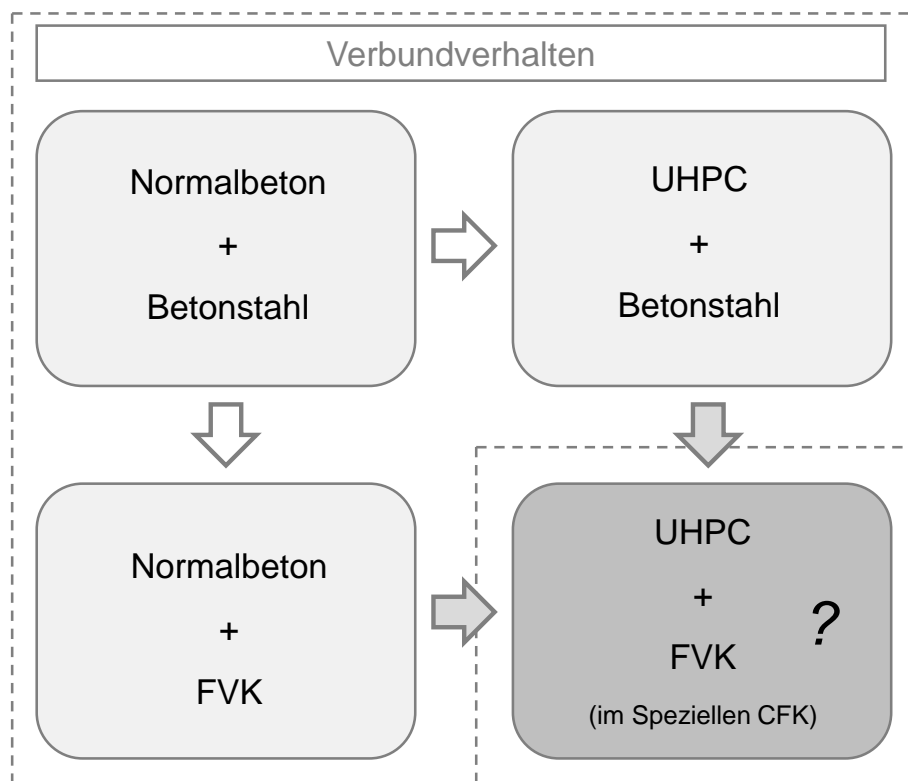 Verbundverhalten
Normalbeton
+
Betonstahl
UHPC
+
Betonstahl
Normalbeton
+
FVK
UHPC
+
FVK
(im Speziellen CFK)
?